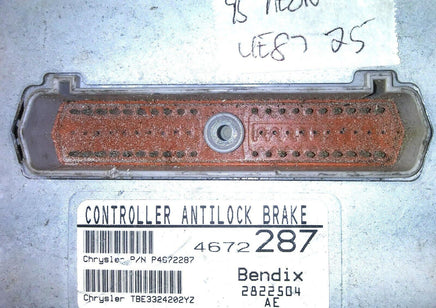 95 NEON
UE87 25
CONTROLLER ANTILOCK BRAKE
4672 287
Chrysler P/N P4672287
Bendix
2822504
AE
Chrysler TBE3324202YZ